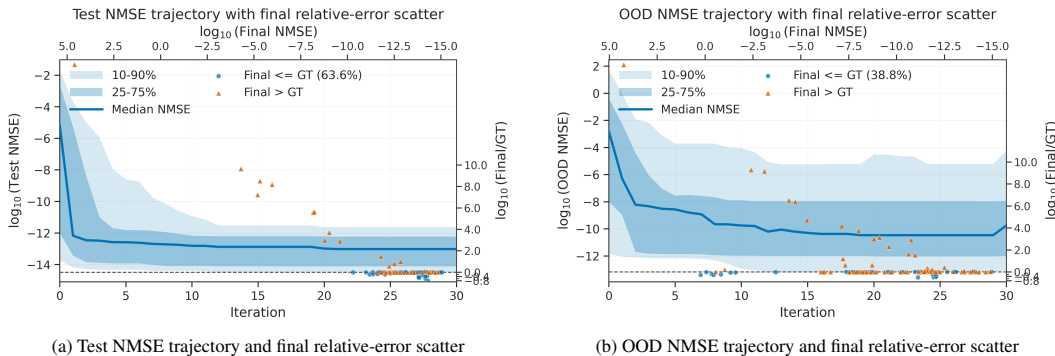 Test NMSE trajectory with final relative-error scatter
log₁₀(Final NMSE)
5.0 2.5 0.0 −2.5 −5.0 −7.5 −10.0 −12.5 −15.0
10-90%
25-75%
Median NMSE
Final <= GT (63.6%)
Final > GT
log₁₀(Test NMSE)
−2
−4
−6
−8
−10
−12
−14
log₁₀(Final/GT)
10.0
8.0
6.0
4.0
2.0
0.0
−0.4
−0.8
0 5 10 15 20 25 30
Iteration
(a) Test NMSE trajectory and final relative-error scatter
OOD NMSE trajectory with final relative-error scatter
log₁₀(Final NMSE)
5.0 2.5 0.0 −2.5 −5.0 −7.5 −10.0 −12.5 −15.0
10-90%
25-75%
Median NMSE
Final <= GT (38.8%)
Final > GT
log₁₀(OOD NMSE)
2
0
−2
−4
−6
−8
−10
−12
log₁₀(Final/GT)
10.0
8.0
6.0
4.0
2.0
0.0
−0.4
−0.8
0 5 10 15 20 25 30
Iteration
(b) OOD NMSE trajectory and final relative-error scatter